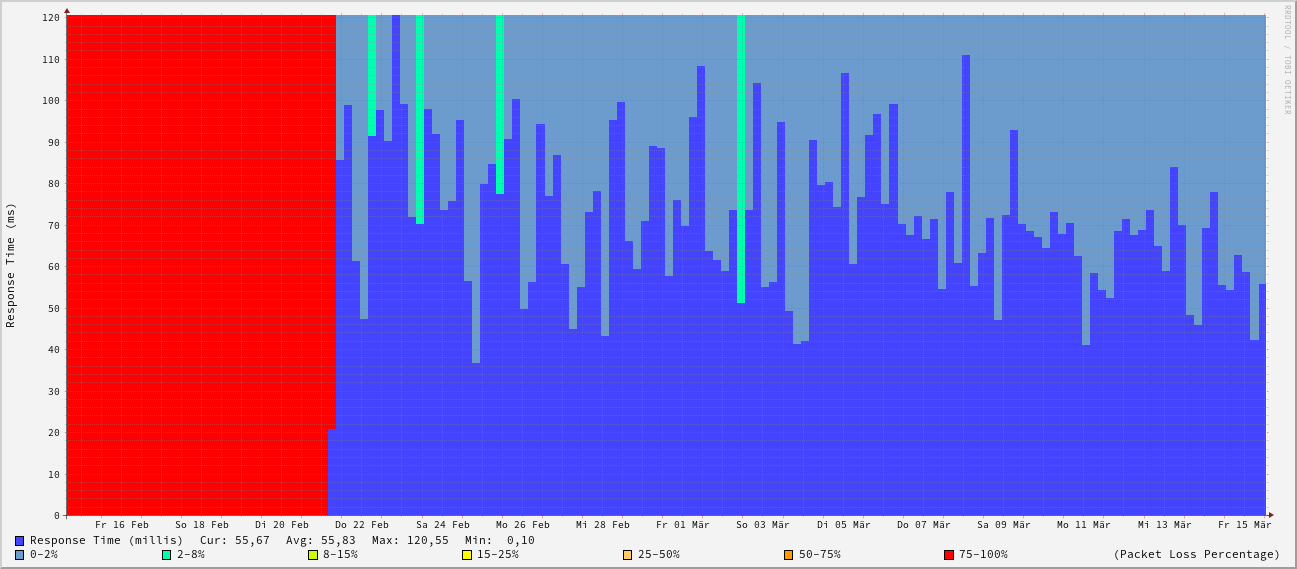 RRDTOOL / TOBI OETIKER
Response Time (ms)
120
110
100
90
80
70
60
50
40
30
20
10
0
Fr 16 Feb So 18 Feb Di 20 Feb Do 22 Feb Sa 24 Feb Mo 26 Feb Mi 28 Feb Fr 01 Mär So 03 Mär Di 05 Mär Do 07 Mär Sa 09 Mär Mo 11 Mär Mi 13 Mär Fr 15 Mär
Response Time (millis) Cur: 55,67 Avg: 55,83 Max: 120,55 Min: 0,10
0-2% 2-8% 8-15% 15-25% 25-50% 50-75% 75-100% (Packet Loss Percentage)